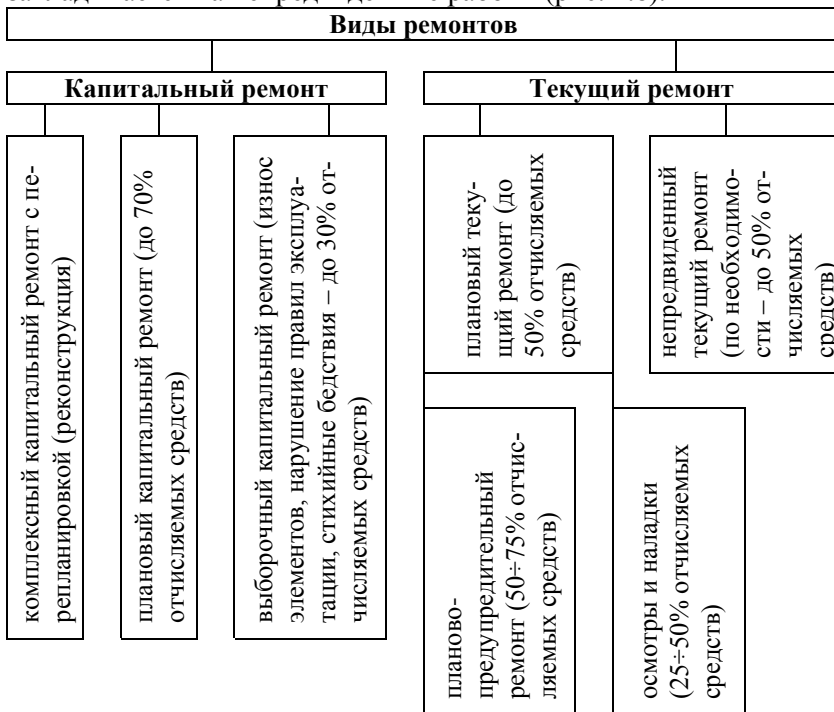 Виды ремонтов
Капитальный ремонт
Текущий ремонт
комплексный капитальный ремонт с пе-
репланировкой (реконструкция)
плановый капитальный ремонт (до 70%
отчисляемых средств)
выборочный капитальный ремонт (износ
элементов, нарушение правил эксплуа-
тации, стихийные бедствия – до 30% от-
числяемых средств)
плановый теку-
щий ремонт (до
50% отчисляемых
средств)
непредвиденный
текущий ремонт
(по необходимо-
сти – до 50% от-
числяемых
средств)
планово-
предупредительный
ремонт (50÷75% отчис-
ляемых средств)
осмотры и наладки
(25÷50% отчисляемых
средств)